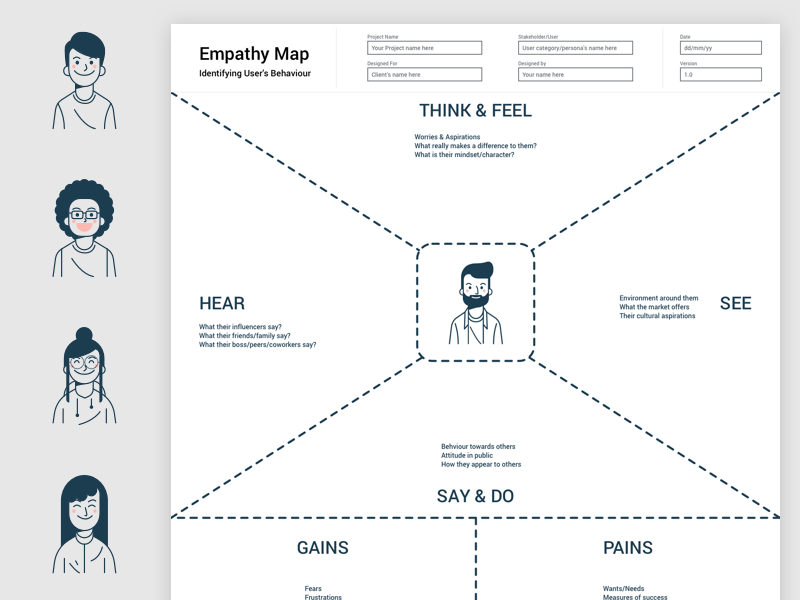 Empathy Map
Identifying User's Behaviour
Project Name
Your Project name here
Designed For
Client's name here
Stakeholder/User
User category/persona's name here
Designed by
Your name here
Date
dd/mm/yy
Version
1.0
THINK & FEEL
Worries & Aspirations
What really makes a difference to them?
What is their mindset/character?
HEAR
What their influencers say?
What their friends/family say?
What their boss/peers/coworkers say?
Environment around them
What the market offers
Their cultural aspirations
SEE
Behviour towards others
Attitude in public
How they appear to others
SAY & DO
GAINS
Fears
Frustrations
PAINS
Wants/Needs
Measures of success